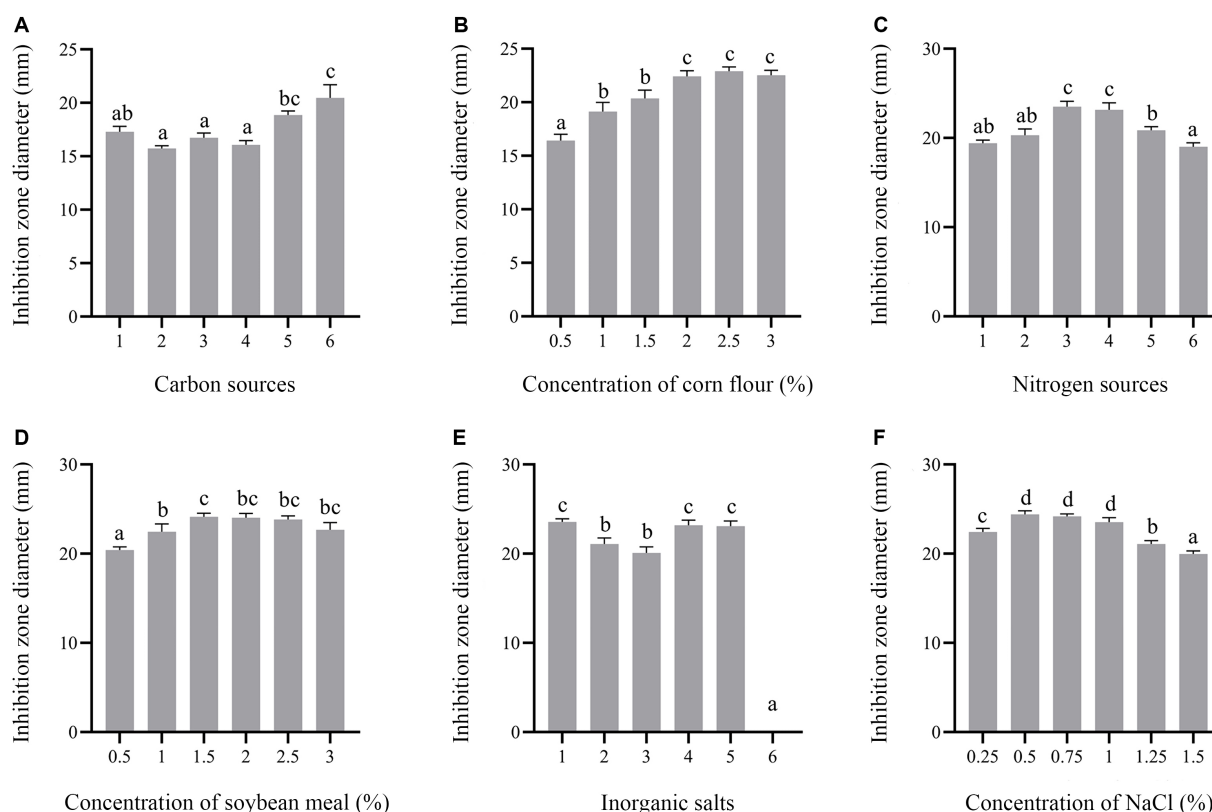 A
Inhibition zone diameter (mm)
25
20
15
10
5
0
ab
a
a
a
bc
c
1 2 3 4 5 6
Carbon sources
B
Inhibition zone diameter (mm)
25
20
15
10
5
0
a
b
b
c
c
c
0.5 1 1.5 2 2.5 3
Concentration of corn flour (%)
C
Inhibition zone diameter (mm)
30
20
10
0
ab
ab
c
c
b
a
1 2 3 4 5 6
Nitrogen sources
D
Inhibition zone diameter (mm)
30
20
10
0
a
b
c
bc
bc
bc
0.5 1 1.5 2 2.5 3
Concentration of soybean meal (%)
E
Inhibition zone diameter (mm)
30
20
10
0
c
b
b
c
c
a
1 2 3 4 5 6
Inorganic salts
F
Inhibition zone diameter (mm)
30
20
10
0
c
d
d
d
b
a
0.25 0.5 0.75 1 1.25 1.5
Concentration of NaCl (%)